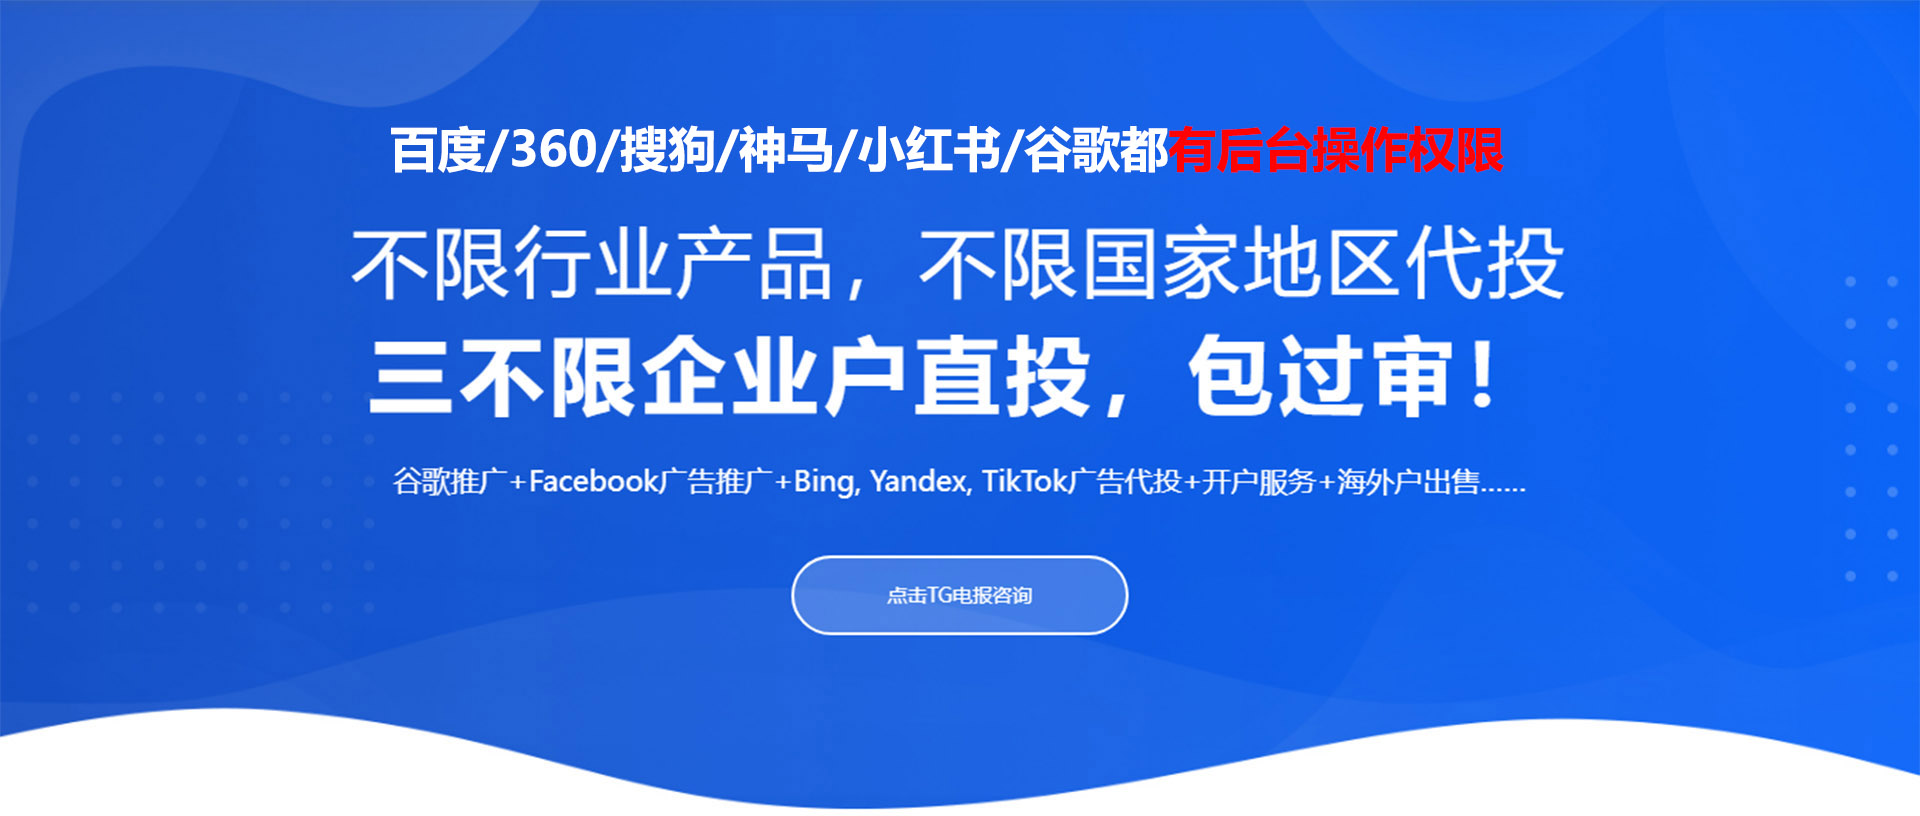 百度/360/搜狗/神马/小红书/谷歌都有后台操作权限
不限行业产品，不限国家地区代投
三不限企业户直投，包过审！
谷歌推广+Facebook广告推广+Bing, Yandex, TikTok广告代投+开户服务+海外户出售......
点击TG电报咨询